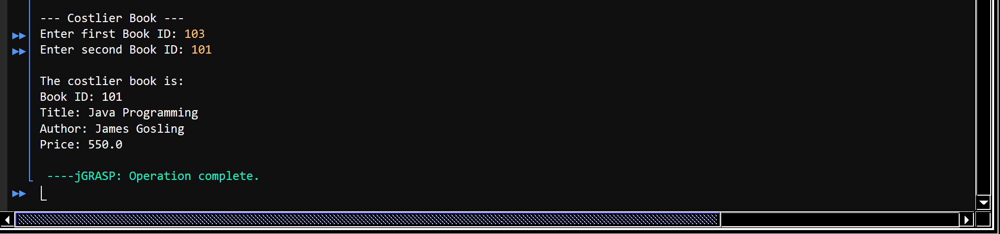 --- Costlier Book ---
Enter first Book ID: 103
Enter second Book ID: 101
The costlier book is:
Book ID: 101
Title: Java Programming
Author: James Gosling
Price: 550.0
----jGRASP: Operation complete.